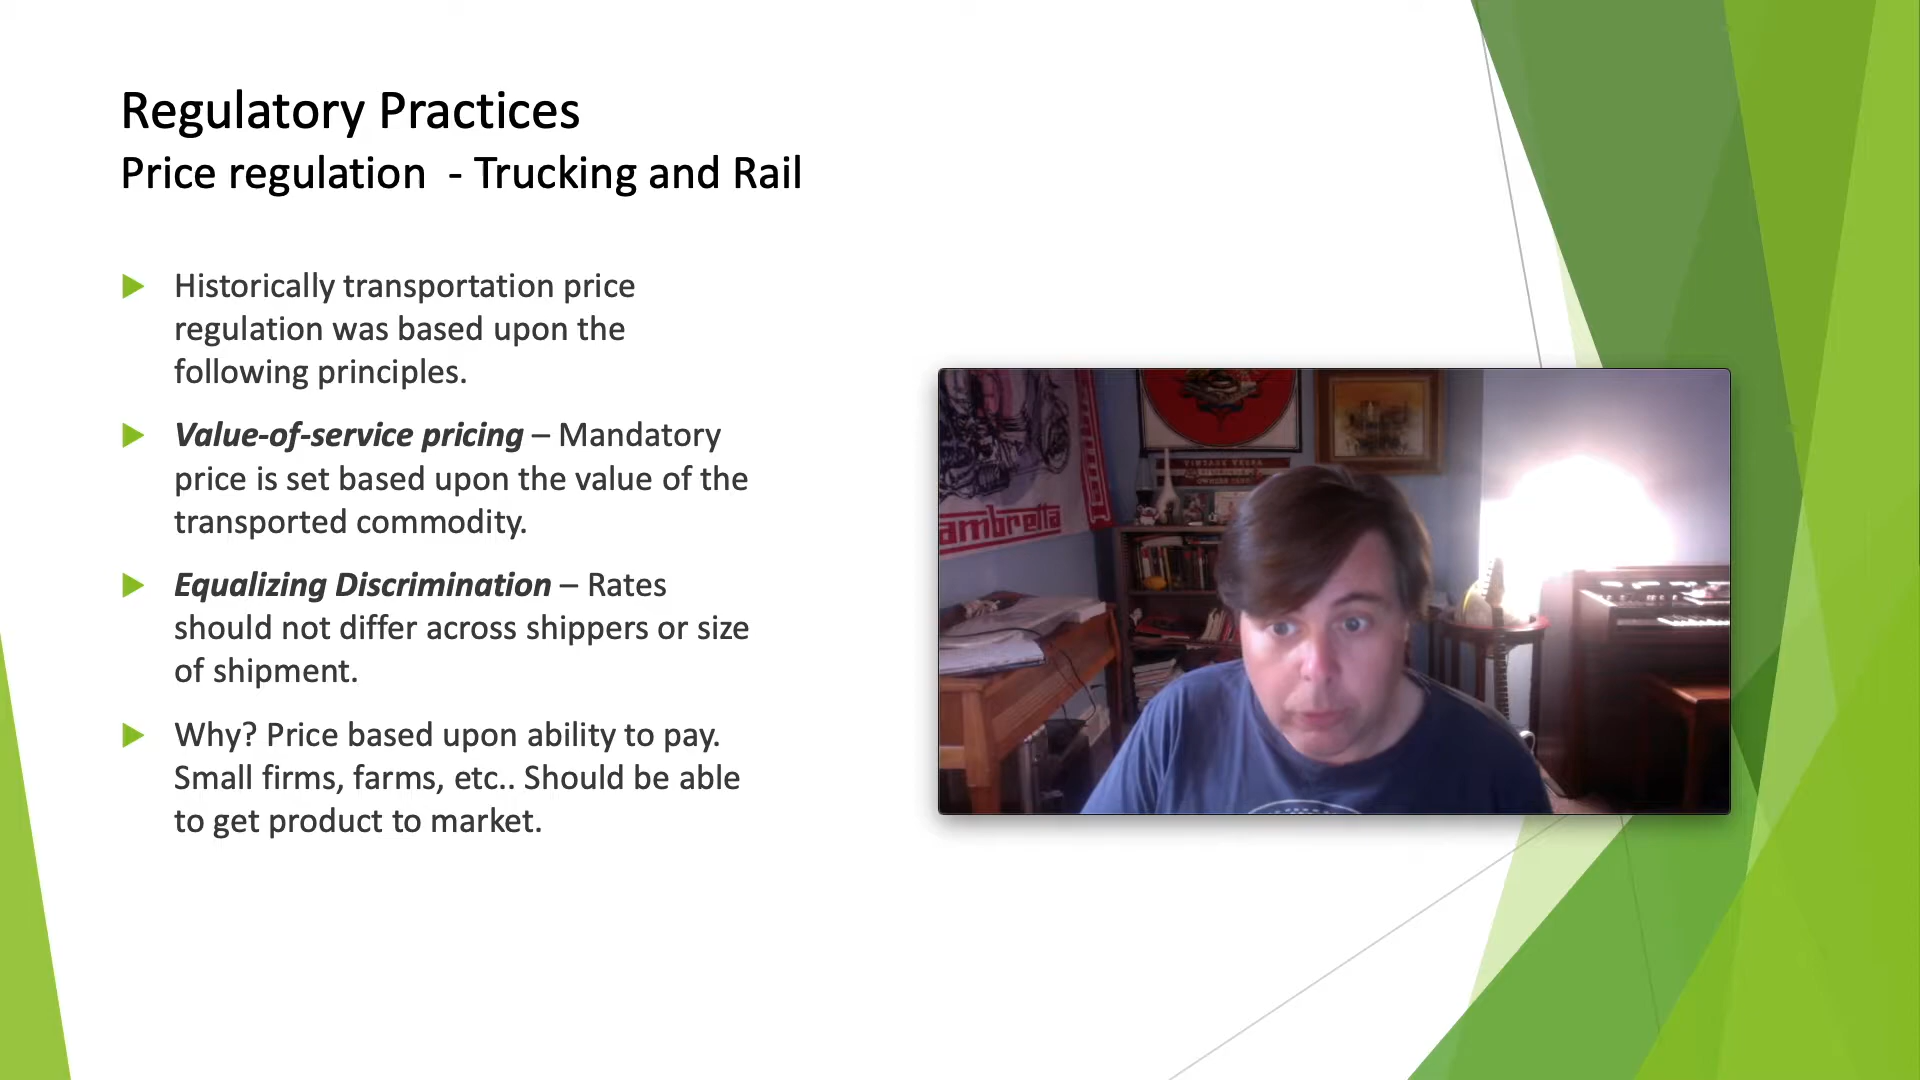 Regulatory Practices
Price regulation  - Trucking and Rail
Historically transportation price
regulation was based upon the
following principles.
Value-of-service pricing – Mandatory
price is set based upon the value of the
transported commodity.
Equalizing Discrimination – Rates
should not differ across shippers or size
of shipment.
Why? Price based upon ability to pay.
Small firms, farms, etc.. Should be able
to get product to market.
ambretta